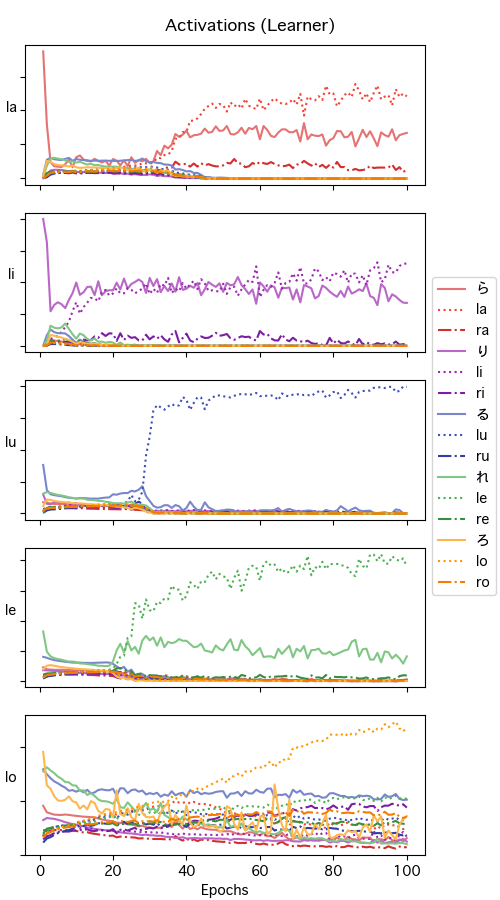 Activations (Learner)
la
li
lu
le
lo
0 20 40 60 80 100
Epochs
ら
la
ra
り
li
ri
る
lu
ru
れ
le
re
ろ
lo
ro